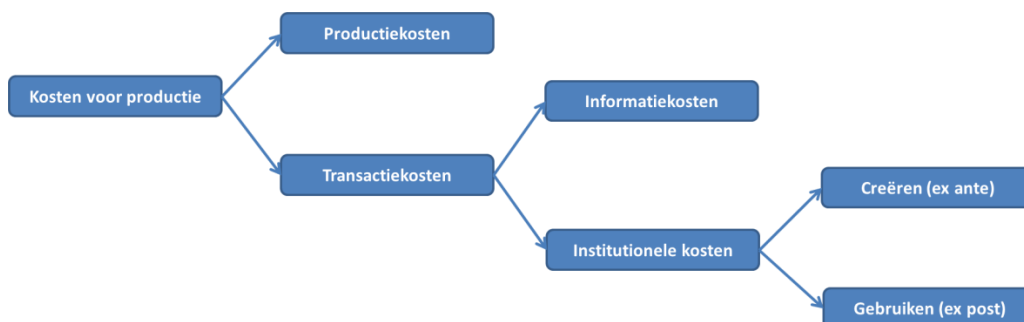 Productiekosten
Kosten voor productie
Informatiekosten
Transactiekosten
Creëren (ex ante)
Institutionele kosten
Gebruiken (ex post)